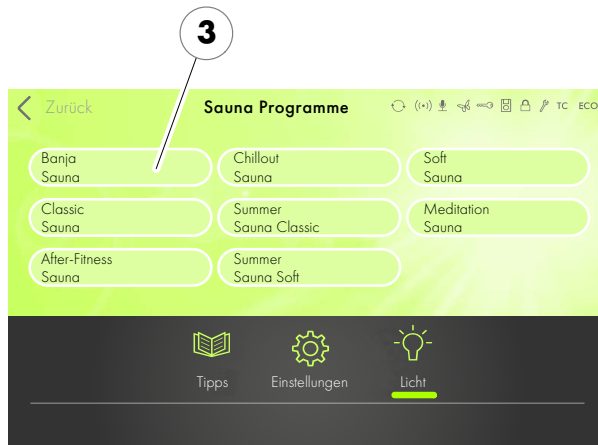 3
Zurück Sauna Programme TC ECO
Banja Chillout Soft
Sauna Sauna Sauna
Classic Summer Meditation
Sauna Sauna Classic Sauna
After-Fitness Summer
Sauna Sauna Soft
Tipps Einstellungen Licht